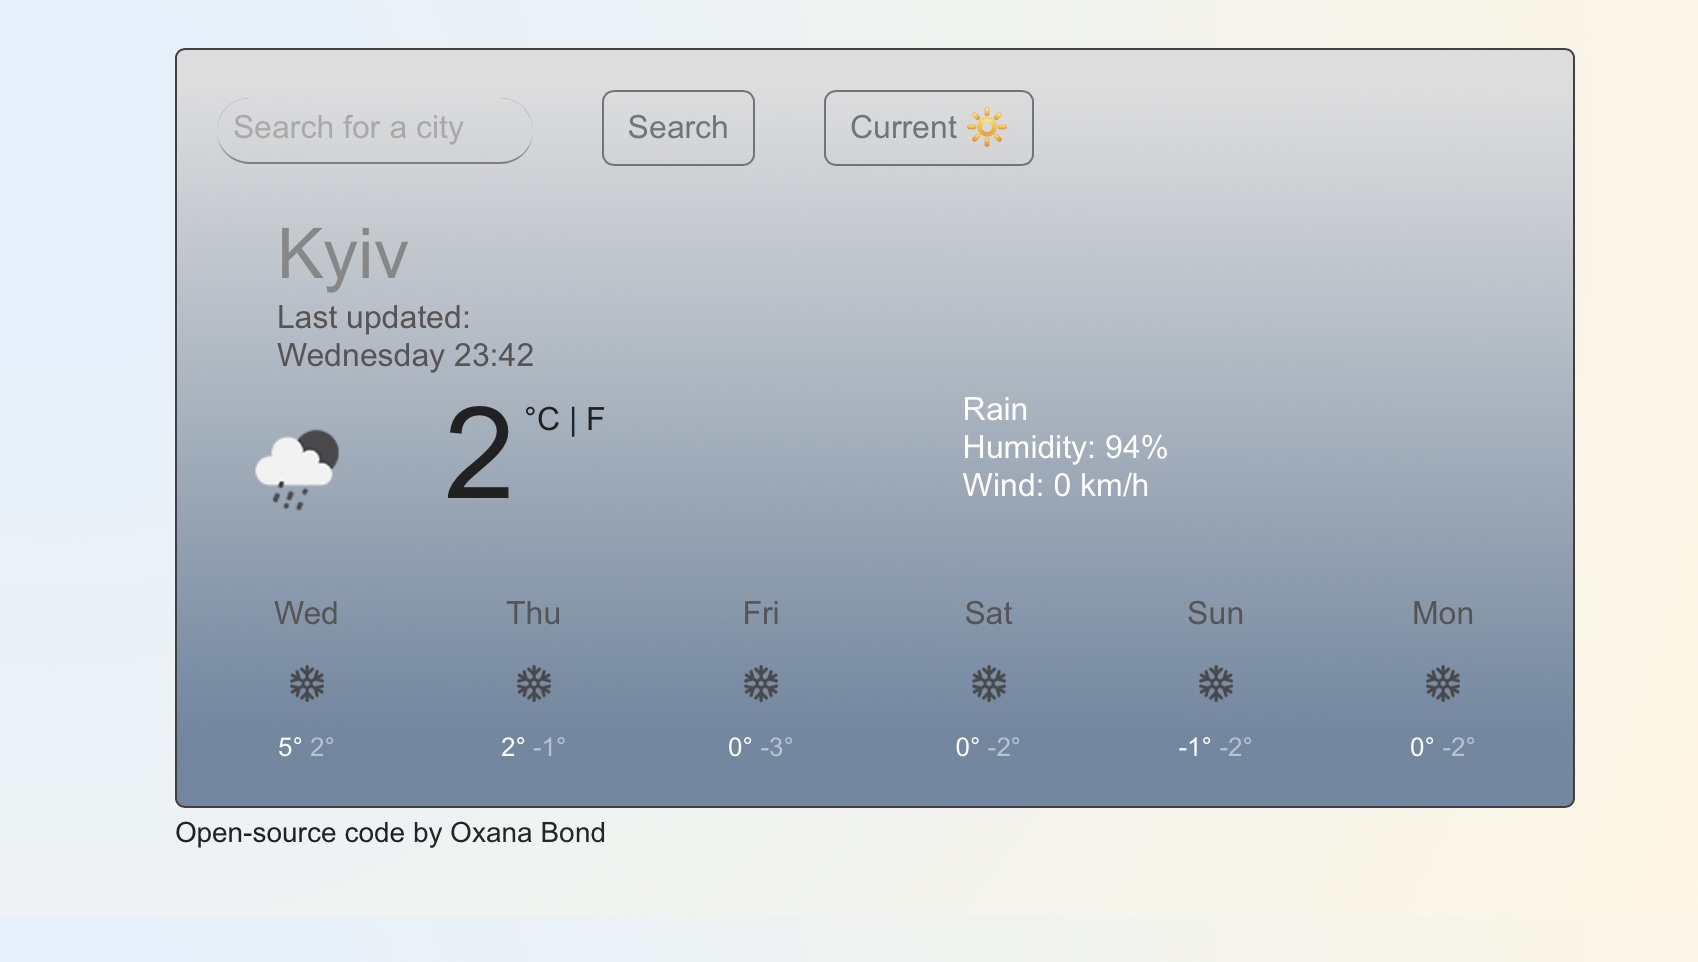 Search for a city
Search
Current
Kyiv
Last updated:
Wednesday 23:42
2 °C | F
Rain
Humidity: 94%
Wind: 0 km/h
Wed Thu Fri Sat Sun Mon
5° 2° 2° -1° 0° -3° 0° -2° -1° -2° 0° -2°
Open-source code by Oxana Bond